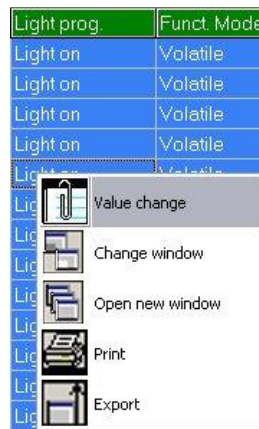 Light prog. Funct. Mode
Light on Volatile
Light on Volatile
Light on Volatile
Light on Volatile
Value change
Change window
Open new window
Print
Export